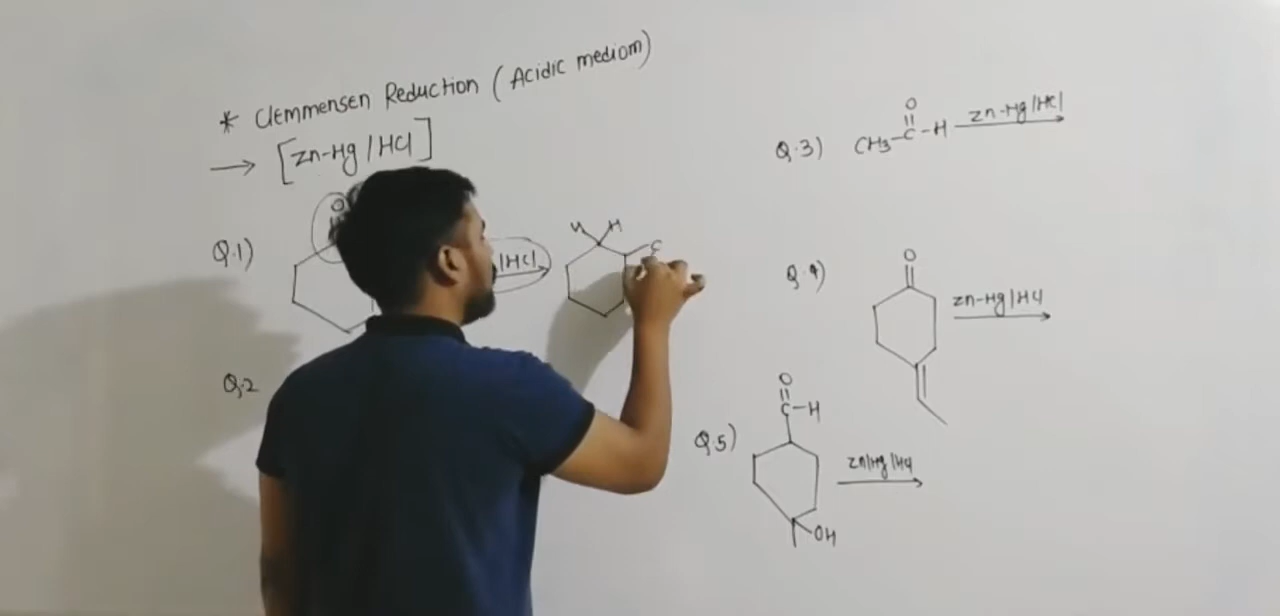 * Clemmensen Reduction (Acidic mediom)
→ [Zn-Hg/HCl]
Q.1)
O
/HCl
H H
C
Q.2
Q.3) CH3-C-H Zn-Hg/HCl
O
Q.4)
O
Zn-Hg/HCl
Q.5)
O
C-H
Zn/Hg/HCl
OH